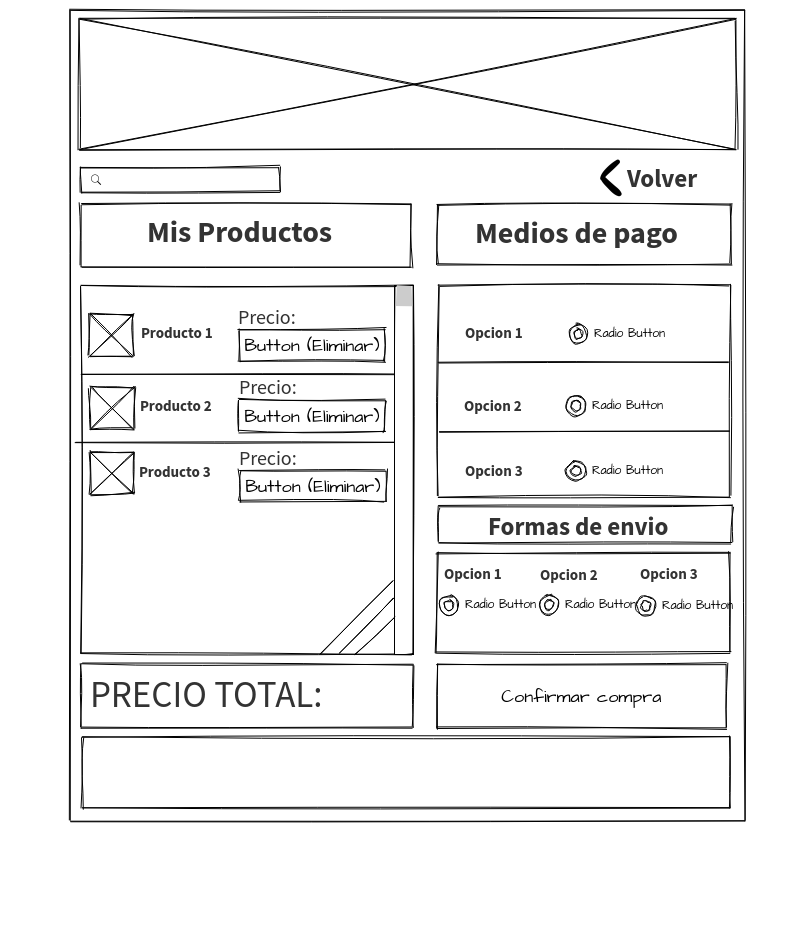 Volver
Mis Productos
Medios de pago
Precio:
Producto 1
Button (Eliminar)
Precio:
Producto 2
Button (Eliminar)
Precio:
Producto 3
Button (Eliminar)
Opcion 1 Radio Button
Opcion 2 Radio Button
Opcion 3 Radio Button
Formas de envio
Opcion 1 Opcion 2 Opcion 3
Radio Button Radio Button Radio Button
PRECIO TOTAL:
Confirmar compra